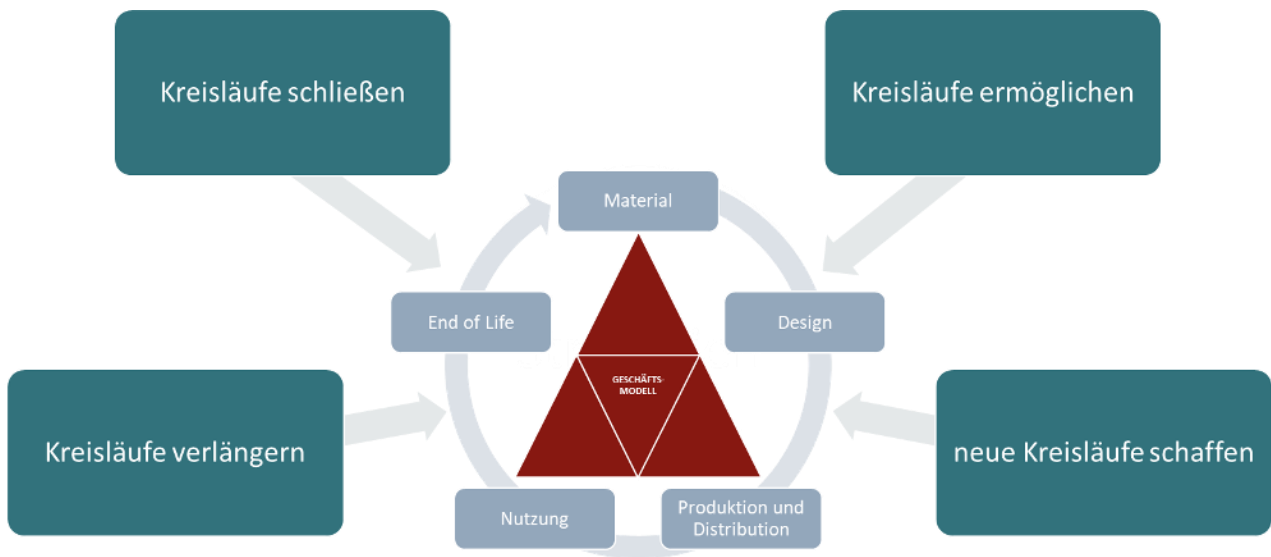 Kreisläufe schließen
Kreisläufe ermöglichen
Material
End of Life
Design
GESCHÄFTS-
MODELL
Kreisläufe verlängern
neue Kreisläufe schaffen
Nutzung
Produktion und
Distribution